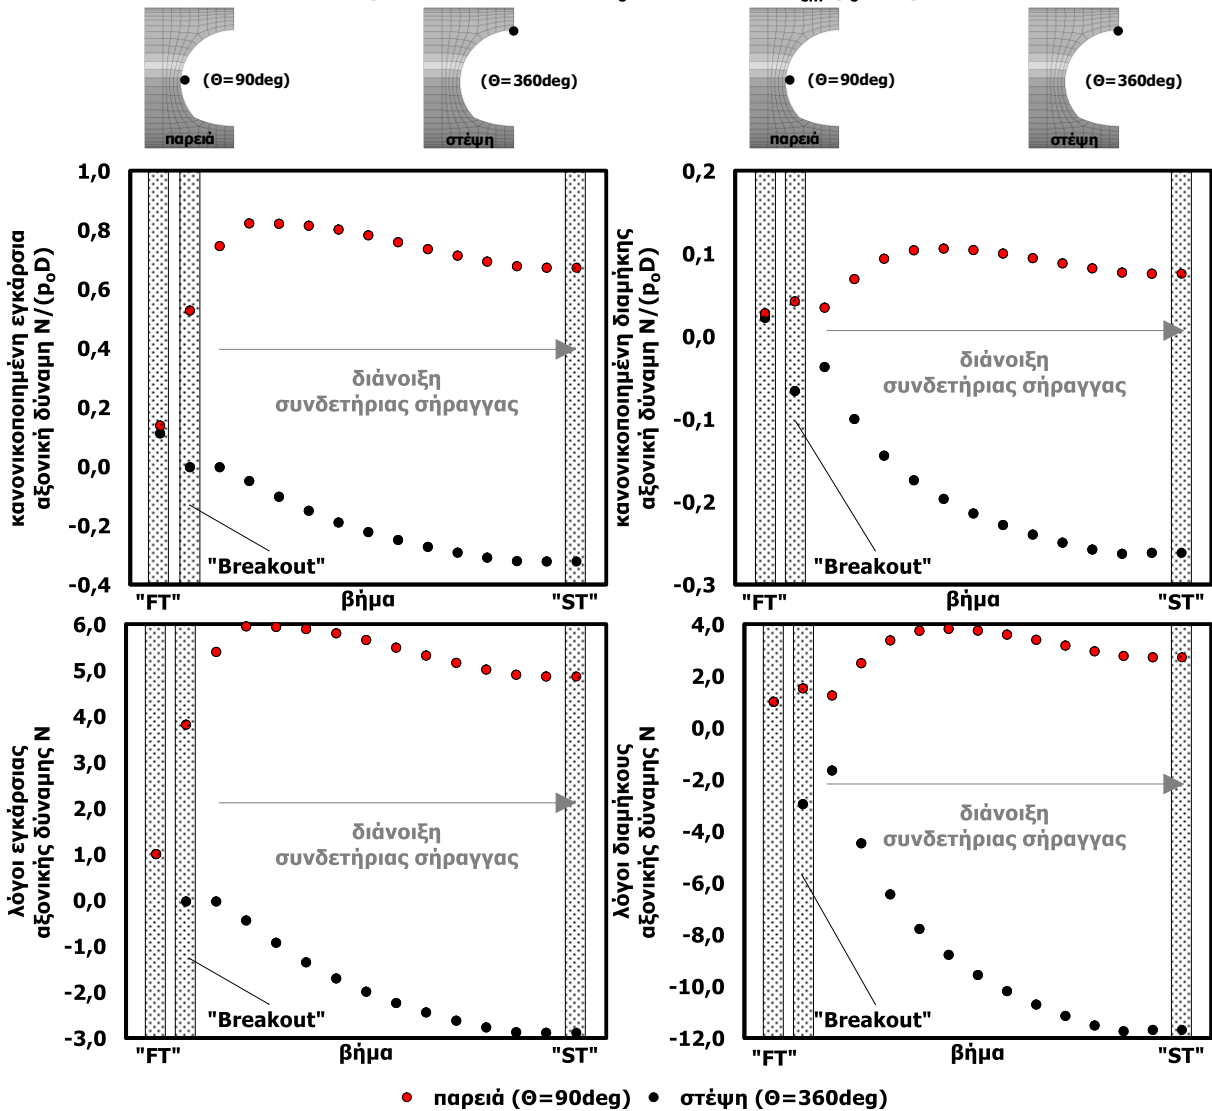 (Θ=90deg)
παρειά
(Θ=360deg)
στέψη
(Θ=90deg)
παρειά
(Θ=360deg)
στέψη
κανονικοποιημένη εγκάρσια
αξονική δύναμη N/(p₀D)
1,0
0,8
0,6
0,4
0,2
0,0
-0,2
-0,4
διάνοιξη
συνδετήριας σήραγγας
"Breakout"
"FT"
βήμα
"ST"
κανονικοποιημένη διαμήκης
αξονική δύναμη N/(p₀D)
0,2
0,1
0,0
-0,1
-0,2
-0,3
διάνοιξη
συνδετήριας σήραγγας
"Breakout"
"FT"
βήμα
"ST"
λόγοι εγκάρσιας
αξονικής δύναμης N
6,0
5,0
4,0
3,0
2,0
1,0
0,0
-1,0
-2,0
-3,0
διάνοιξη
συνδετήριας σήραγγας
"Breakout"
"FT"
βήμα
"ST"
λόγοι διαμήκους
αξονικής δύναμης N
4,0
2,0
0,0
-2,0
-4,0
-6,0
-8,0
-10,0
-12,0
διάνοιξη
συνδετήριας σήραγγας
"Breakout"
"FT"
βήμα
"ST"
παρειά (Θ=90deg)
στέψη (Θ=360deg)